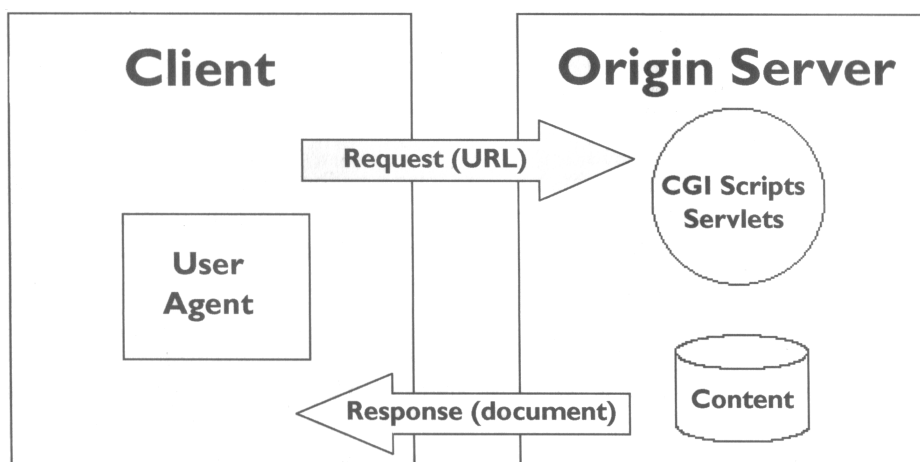 Client
Origin Server
Request (URL)
CGI Scripts
Servlets
User
Agent
Response (document)
Content